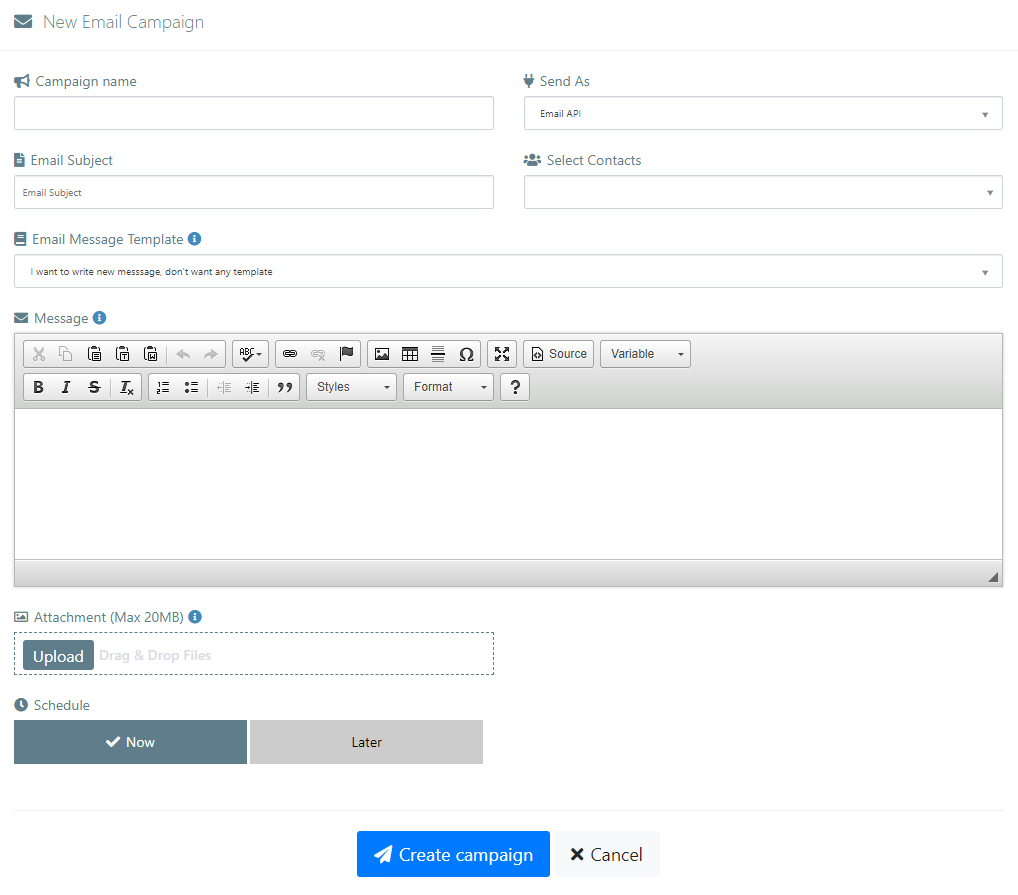 New Email Campaign
Campaign name
Send As
Email API
Email Subject
Select Contacts
Email Subject
Email Message Template
I want to write new messsage, don't want any template
Message
ABC
Source
Variable
B I S Tx
Styles
Format
?
Attachment (Max 20MB)
Upload Drag & Drop Files
Schedule
Now
Later
Create campaign
Cancel